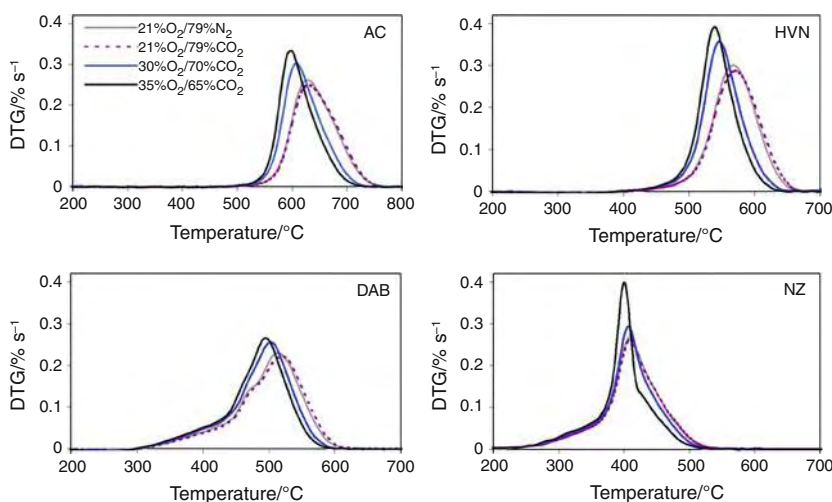 AC
21%O₂/79%N₂
21%O₂/79%CO₂
30%O₂/70%CO₂
35%O₂/65%CO₂
0.4
0.3
0.2
0.1
0
DTG/% s⁻¹
200 300 400 500 600 700 800
Temperature/°C
HVN
0.4
0.3
0.2
0.1
0
DTG/% s⁻¹
200 300 400 500 600 700
Temperature/°C
DAB
0.4
0.3
0.2
0.1
0
DTG/% s⁻¹
200 300 400 500 600 700
Temperature/°C
NZ
0.4
0.3
0.2
0.1
0
DTG/% s⁻¹
200 300 400 500 600 700
Temperature/°C